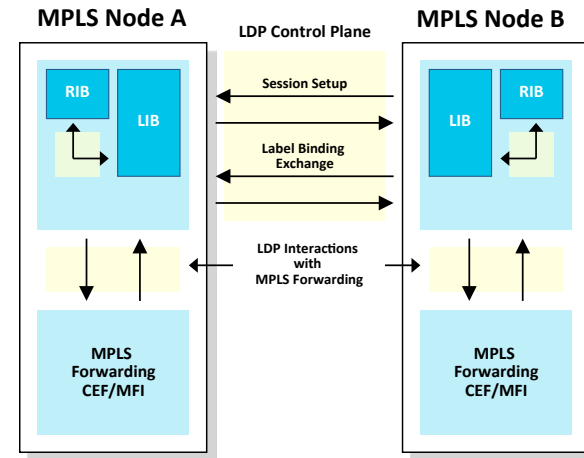 MPLS Node A
LDP Control Plane
MPLS Node B
RIB
LIB
Session Setup
Label Binding
Exchange
LIB
RIB
LDP Interactions
with
MPLS Forwarding
MPLS
Forwarding
CEF/MFI
MPLS
Forwarding
CEF/MFI